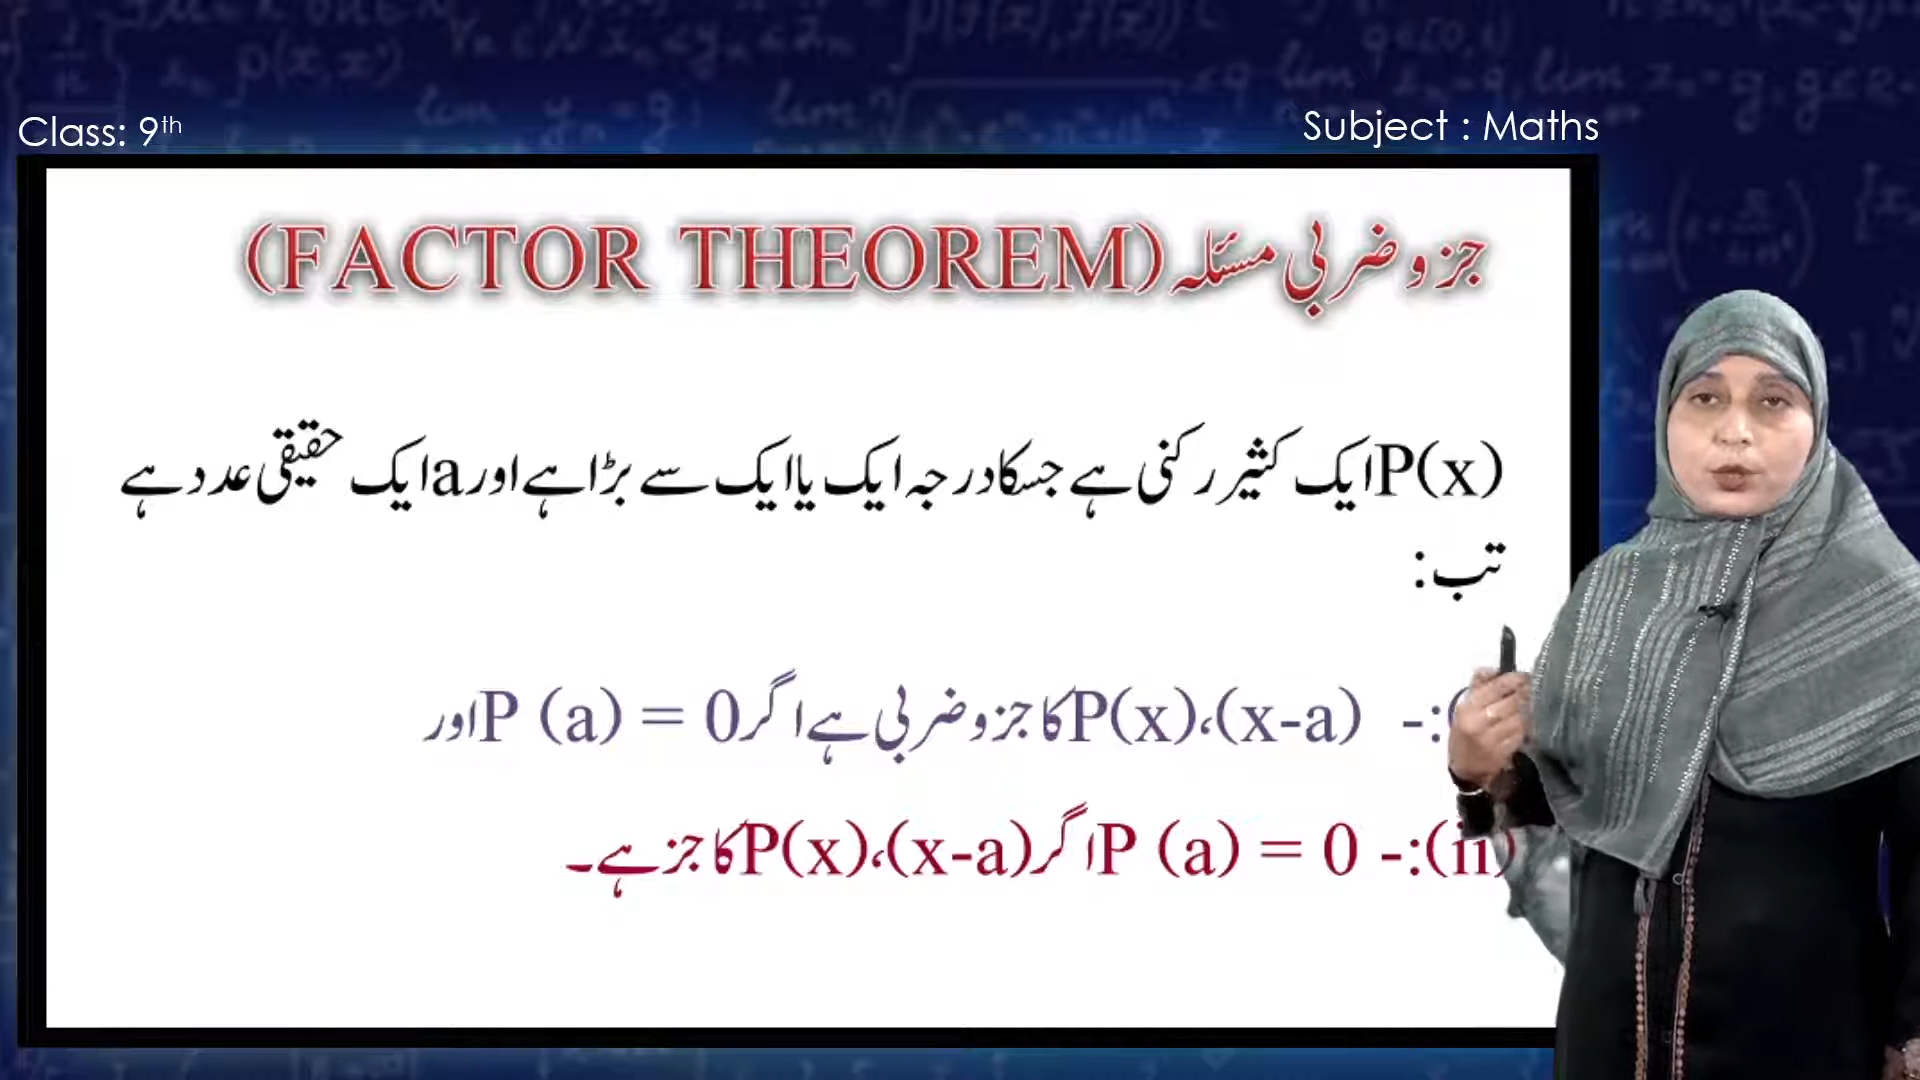 Class: 9th
Subject : Maths
جزوضربی مسئلہ (FACTOR THEOREM)
P(x) ایک کثیر رکنی ہے جسکا درجہ ایک یا ایک سے بڑا ہے اور a ایک حقیقی عدد ہے
تب:
:- (x-a)،P(x) کا جزوضربی ہے اگر P (a) = 0 اور
(ii):- P (a) = 0 اگر (x-a)،P(x) کا جز ہے۔